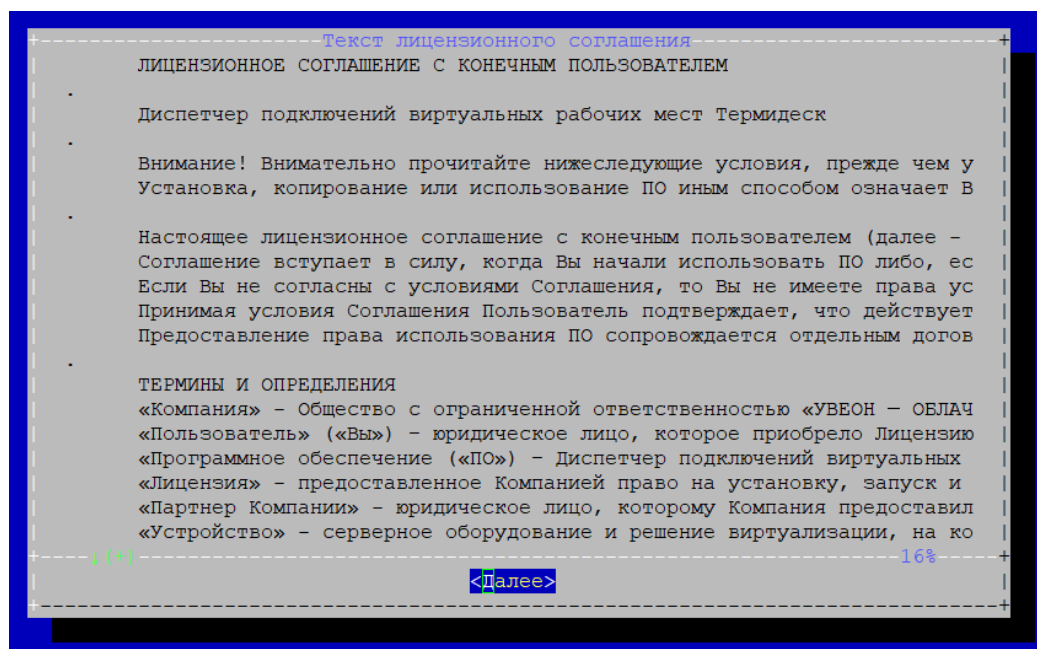 Текст лицензионного соглашения
ЛИЦЕНЗИОННОЕ СОГЛАШЕНИЕ С КОНЕЧНЫМ ПОЛЬЗОВАТЕЛЕМ
.
Диспетчер подключений виртуальных рабочих мест Термидеск
.
Внимание! Внимательно прочитайте нижеследующие условия, прежде чем у
Установка, копирование или использование ПО иным способом означает В
.
Настоящее лицензионное соглашение с конечным пользователем (далее –
Соглашение вступает в силу, когда Вы начали использовать ПО либо, ес
Если Вы не согласны с условиями Соглашения, то Вы не имеете права ус
Принимая условия Соглашения Пользователь подтверждает, что действует
Предоставление права использования ПО сопровождается отдельным догов
.
ТЕРМИНЫ И ОПРЕДЕЛЕНИЯ
«Компания» – Общество с ограниченной ответственностью «УВЕОН — ОБЛАЧ
«Пользователь» («Вы») – юридическое лицо, которое приобрело Лицензию
«Программное обеспечение («ПО») – Диспетчер подключений виртуальных
«Лицензия» – предоставленное Компанией право на установку, запуск и
«Партнер Компании» – юридическое лицо, которому Компания предоставил
«Устройство» – серверное оборудование и решение виртуализации, на ко
↓(+) 16%
<Далее>